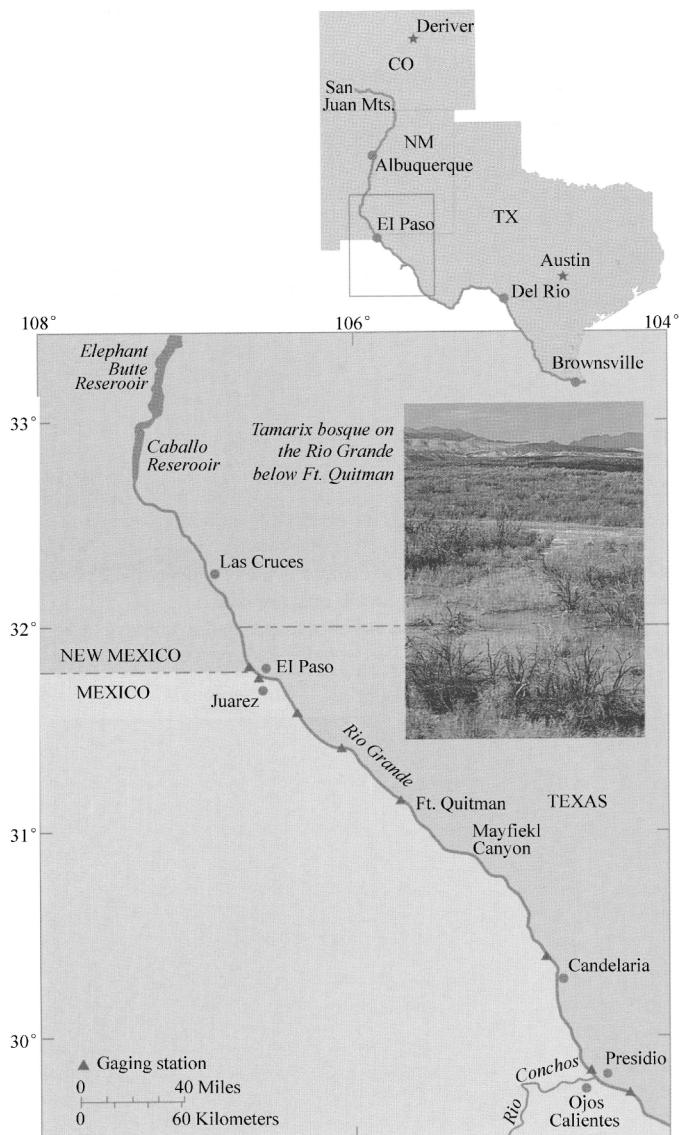 Deriver
CO
San
Juan Mts.
NM
Albuquerque
El Paso
TX
Austin
Del Rio
Brownsville
108°
106°
104°
Elephant
Butte
Reserooir
33°
Caballo
Reserooir
Tamarix bosque on
the Rio Grande
below Ft. Quitman
Las Cruces
32°
NEW MEXICO
El Paso
MEXICO
Juarez
Rio Grande
Ft. Quitman
TEXAS
31°
Mayfiekl
Canyon
Candelaria
30°
Gaging station
0 40 Miles
0 60 Kilometers
Conchos
Presidio
Rio
Ojos
Calientes